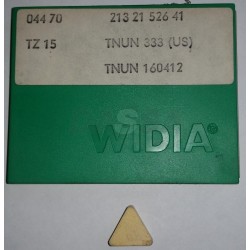 044 70 213 21 526 41
TZ 15 TNUN 333 (US)
TNUN 160412
WIDIA